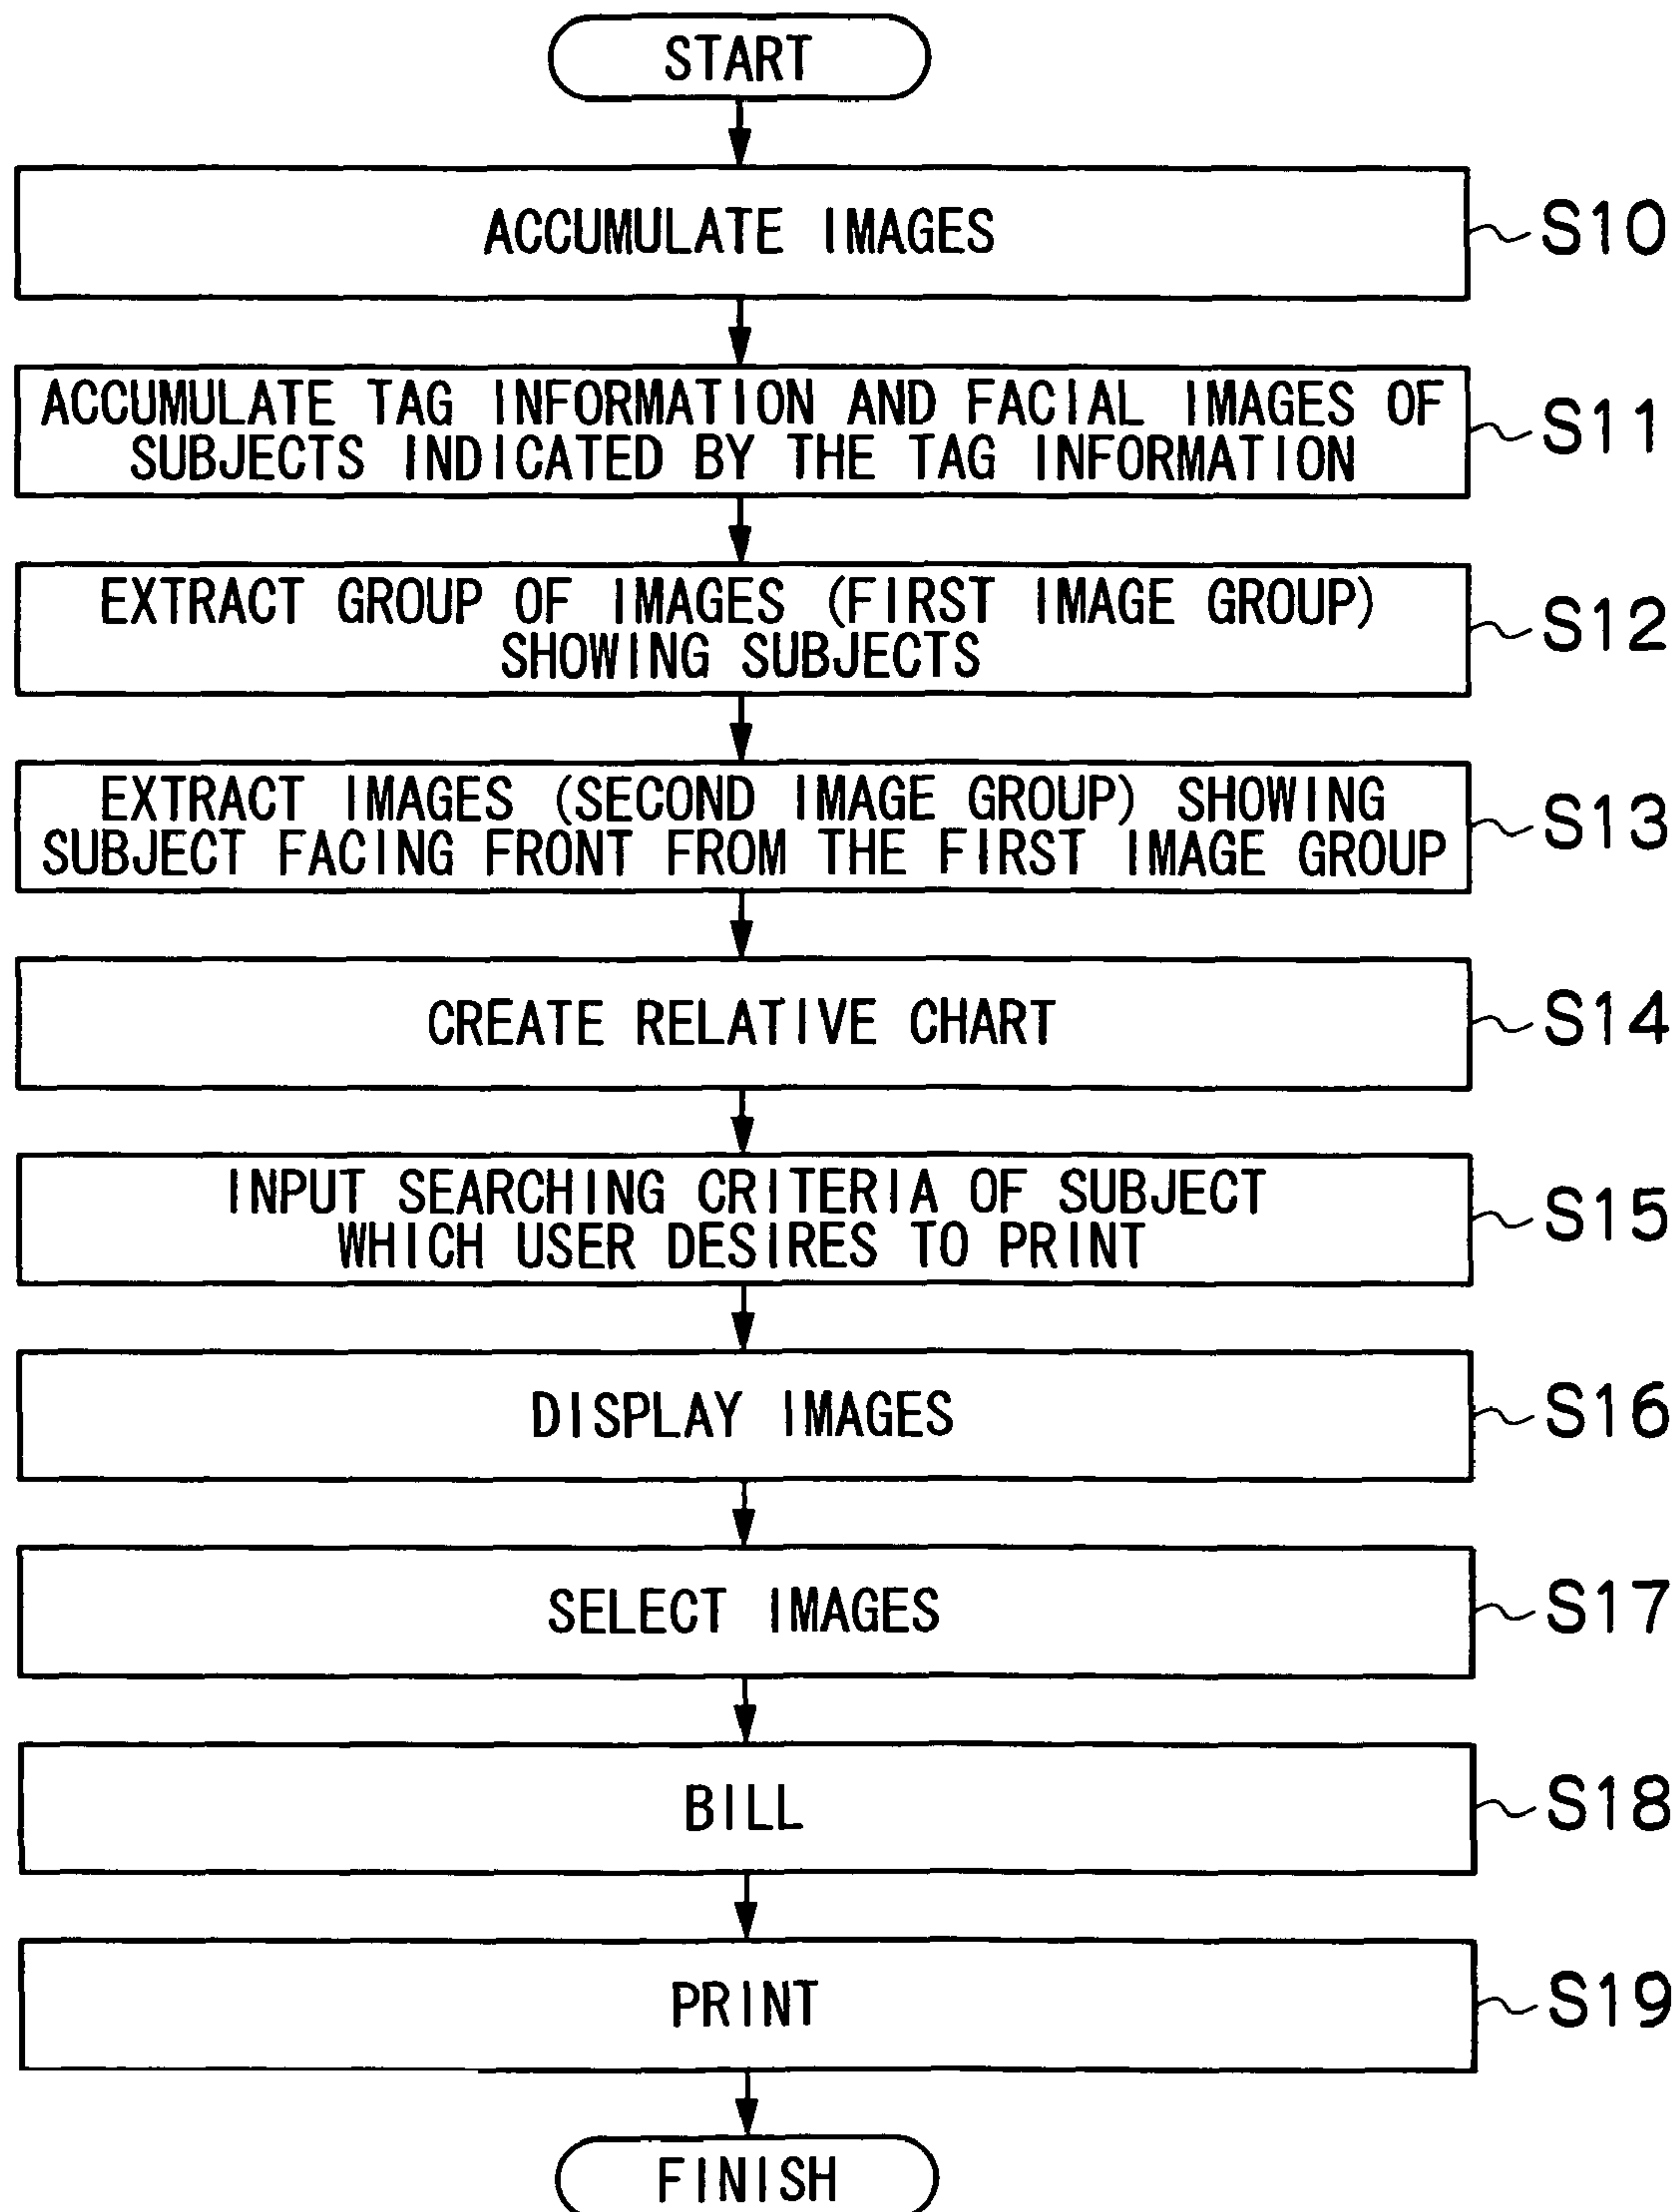 START
ACCUMULATE IMAGES
S10
ACCUMULATE TAG INFORMATION AND FACIAL IMAGES OF
SUBJECTS INDICATED BY THE TAG INFORMATION
S11
EXTRACT GROUP OF IMAGES (FIRST IMAGE GROUP)
SHOWING SUBJECTS
S12
EXTRACT IMAGES (SECOND IMAGE GROUP) SHOWING
SUBJECT FACING FRONT FROM THE FIRST IMAGE GROUP
S13
CREATE RELATIVE CHART
S14
INPUT SEARCHING CRITERIA OF SUBJECT
WHICH USER DESIRES TO PRINT
S15
DISPLAY IMAGES
S16
SELECT IMAGES
S17
BILL
S18
PRINT
S19
FINISH